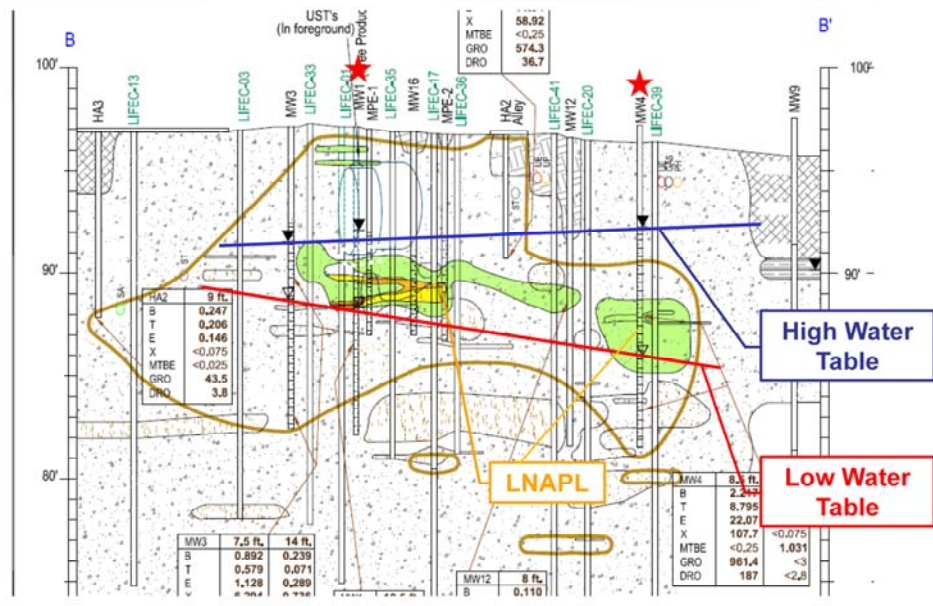 B
B'
UST's
(In foreground)
X 58.92
MTBE <0.25
GRO 574.3
DRO 36.7
100'
100'
HA3
LIFEC-13
LIFEC-03
MW3
LIFEC-33
LIFEC-01
MW1
MPE-1
LIFEC-35
MW16
LIFEC-17
MPE-2
LIFEC-36
HA2
Alley
LIFEC-41
MW12
LIFEC-20
MW4
LIFEC-39
MW9
ST
90'
90'
SA
ST
HA2 9 ft.
B 0.247
T 0.206
E 0.146
X <0.075
MTBE <0.025
GRO 43.5
DRO 3.8
High Water
Table
80'
LNAPL
Low Water
Table
MW4
B
T 8.795
E 22.07
X 107.7 <0.075
MTBE <0.25 1.031
GRO 961.4 <3
DRO 187 <2.8
MW3 7.5 ft. 14 ft.
B 0.892 0.239
T 0.579 0.071
E 1.128 0.289
MW12 8 ft.
B 0.110